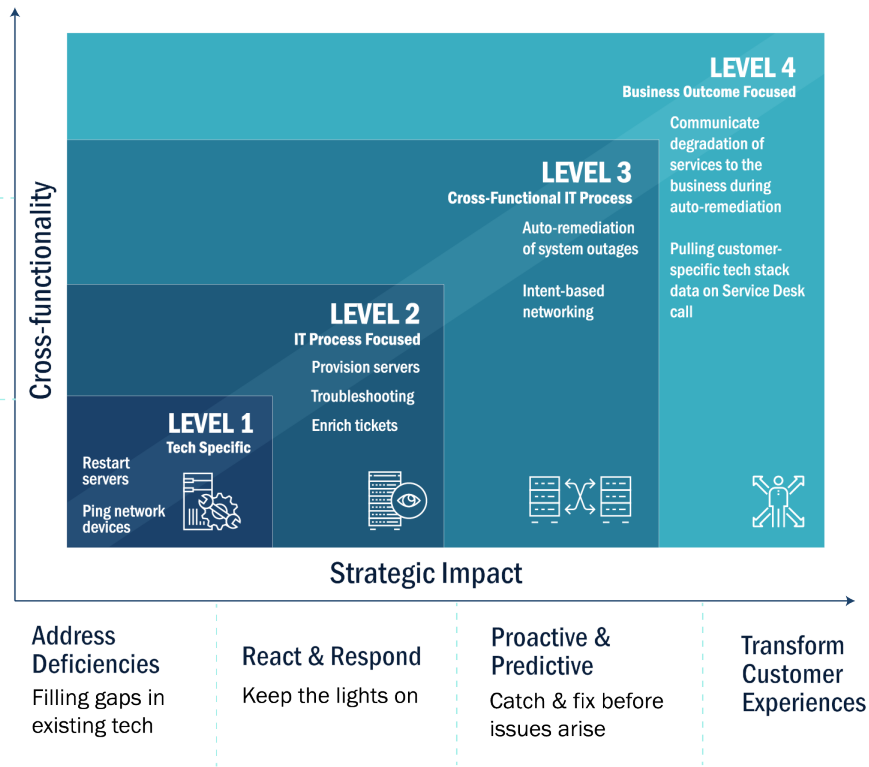 Cross-functionality
LEVEL 4
Business Outcome Focused
Communicate
degradation of
services to the
business during
auto-remediation
Pulling customer-
specific tech stack
data on Service Desk
call
LEVEL 3
Cross-Functional IT Process
Auto-remediation
of system outages
Intent-based
networking
LEVEL 2
IT Process Focused
Provision servers
Troubleshooting
Enrich tickets
LEVEL 1
Tech Specific
Restart
servers
Ping network
devices
Strategic Impact
Address
Deficiencies
Filling gaps in
existing tech
React & Respond
Keep the lights on
Proactive &
Predictive
Catch & fix before
issues arise
Transform
Customer
Experiences